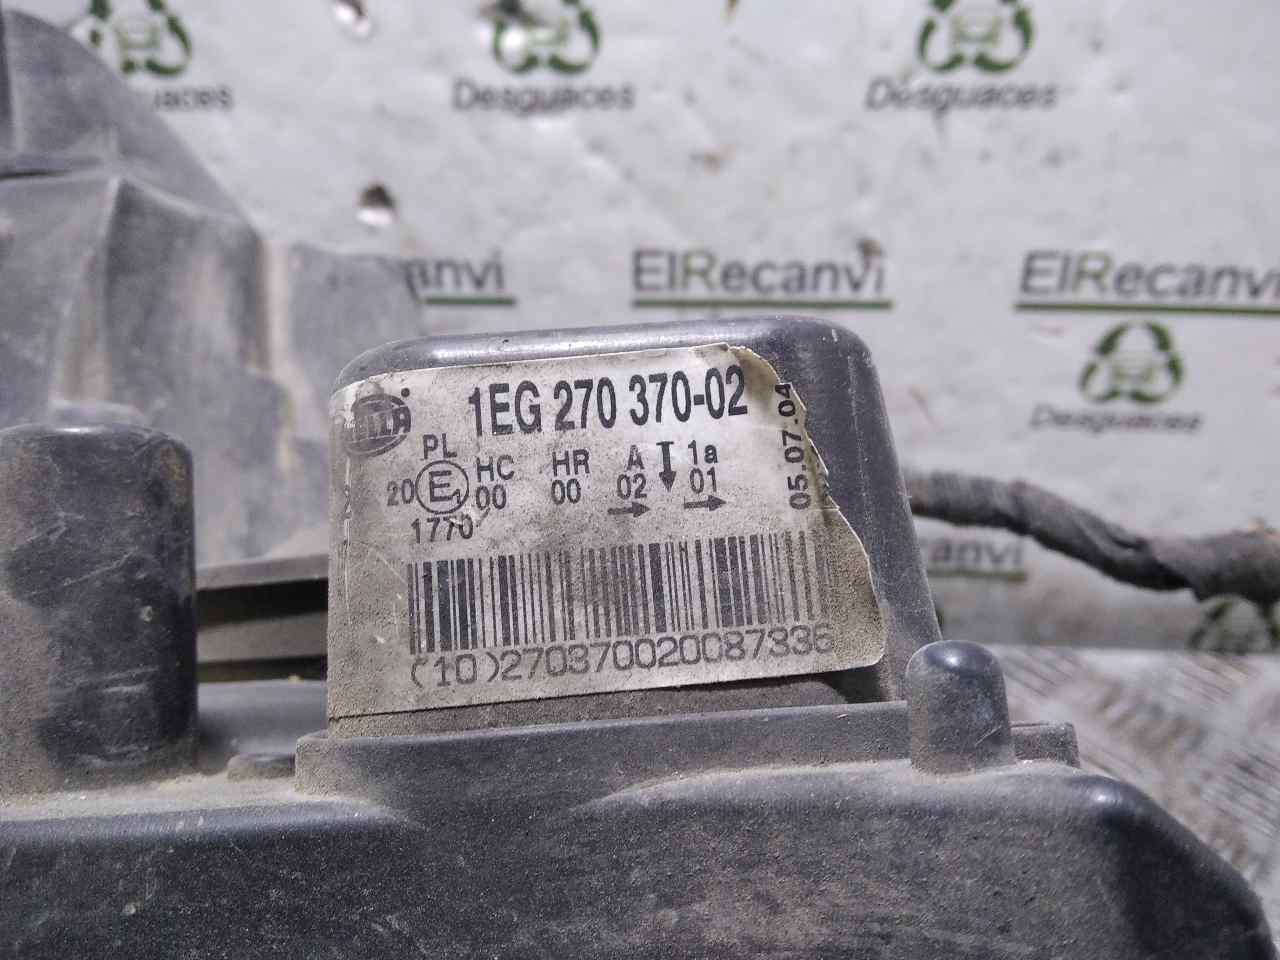 Desguaces
Desguaces
Desguaces
ElRecanvi
ElRecanvi
Desguaces
HELLA
1EG 270 370-02
PL
HC HR A 1a
20 E1 00 00 02 01
1770
05.07.04
(10)270370020087336